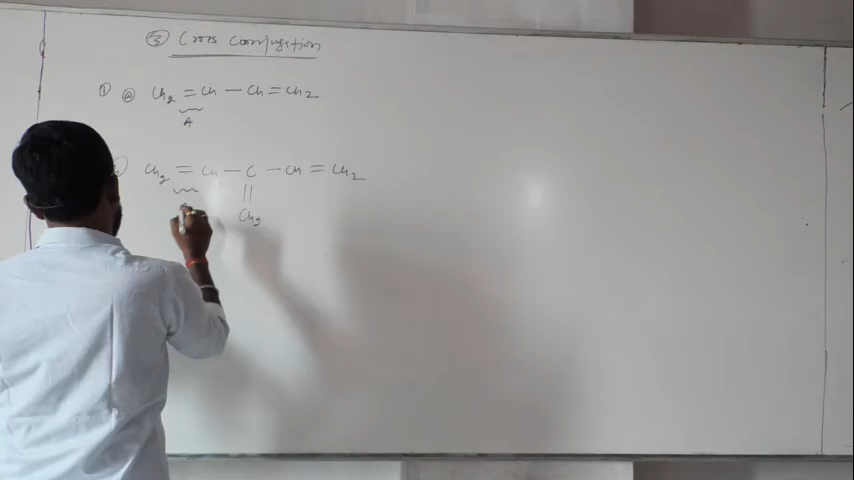 ③ Cross Conjugation
① ⓐ CH2 = CH — CH = CH2
A
CH2 = CH — C — CH = CH2
||
CH2